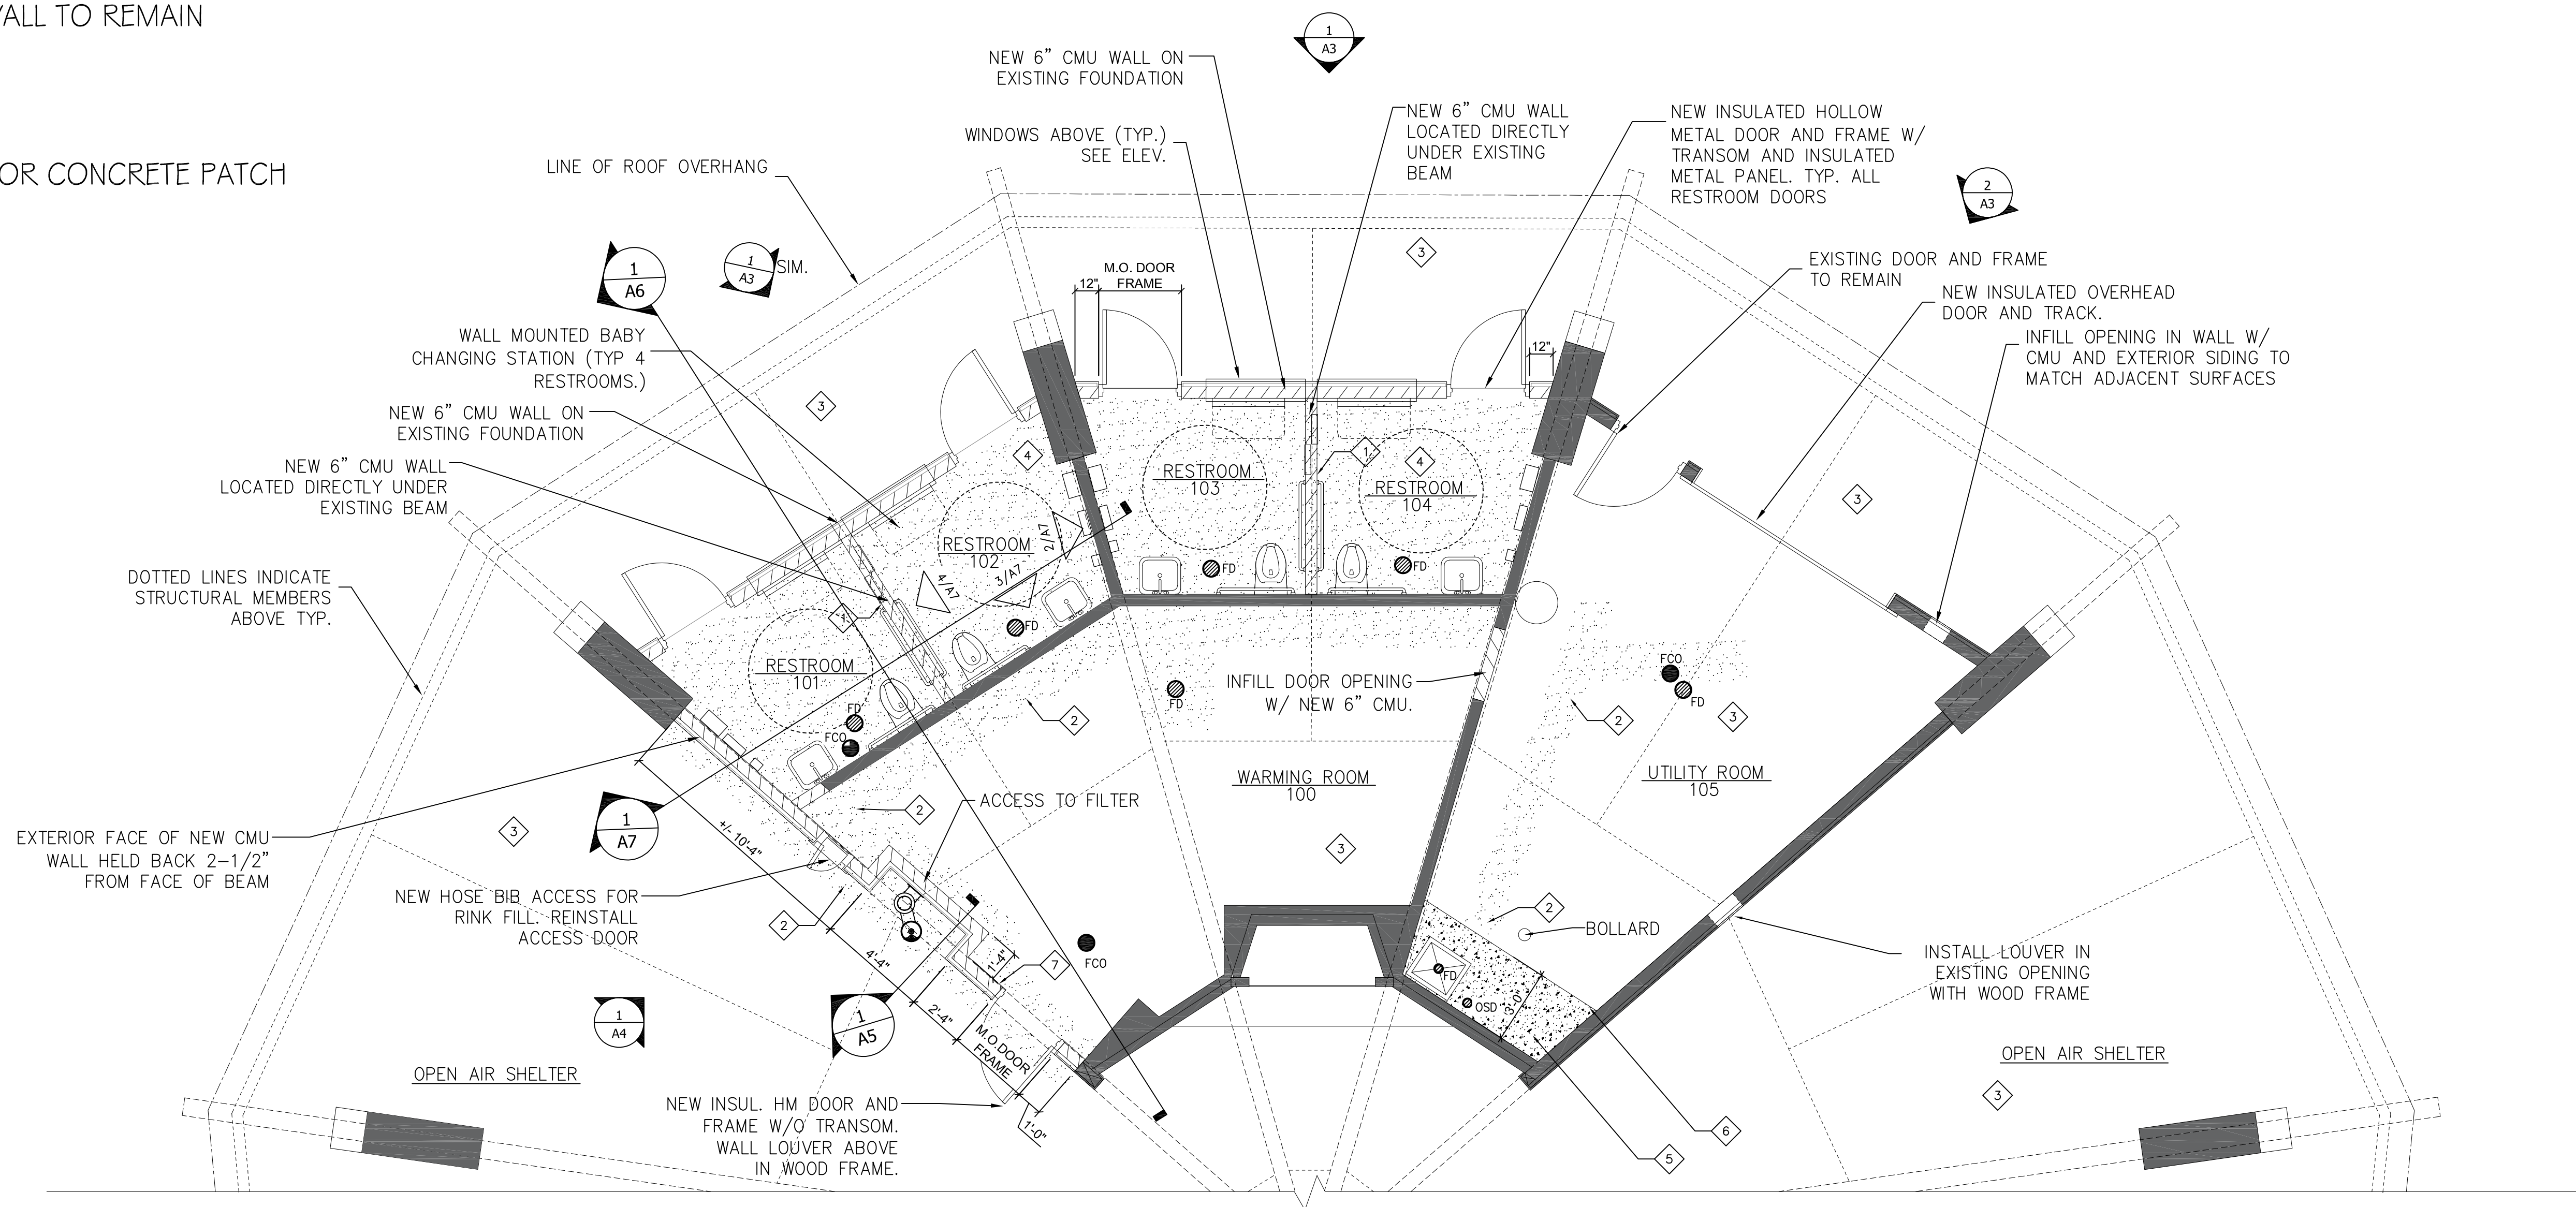 WALL TO REMAIN
OR CONCRETE PATCH
1
A3
NEW 6” CMU WALL ON
EXISTING FOUNDATION
WINDOWS ABOVE (TYP.)
SEE ELEV.
NEW 6” CMU WALL
LOCATED DIRECTLY
UNDER EXISTING
BEAM
NEW INSULATED HOLLOW
METAL DOOR AND FRAME W/
TRANSOM AND INSULATED
METAL PANEL. TYP. ALL
RESTROOM DOORS
LINE OF ROOF OVERHANG
2
A3
1
A6
1
A3
SIM.
3
M.O. DOOR
FRAME
12"
12"
EXISTING DOOR AND FRAME
TO REMAIN
NEW INSULATED OVERHEAD
DOOR AND TRACK.
INFILL OPENING IN WALL W/
CMU AND EXTERIOR SIDING TO
MATCH ADJACENT SURFACES
WALL MOUNTED BABY
CHANGING STATION (TYP 4
RESTROOMS.)
3
NEW 6” CMU WALL ON
EXISTING FOUNDATION
NEW 6” CMU WALL
LOCATED DIRECTLY UNDER
EXISTING BEAM
4
1
4
RESTROOM
103
RESTROOM
104
3
RESTROOM
102
2/A7
3/A7
4/A7
FD
FD
DOTTED LINES INDICATE
STRUCTURAL MEMBERS
ABOVE TYP.
1
FD
RESTROOM
101
FD
FCO
2
FD
INFILL DOOR OPENING
W/ NEW 6” CMU.
FCO
FD
2
3
WARMING ROOM
100
UTILITY ROOM
105
ACCESS TO FILTER
2
1
A7
3
+/- 10'-4"
3
EXTERIOR FACE OF NEW CMU
WALL HELD BACK 2-1/2”
FROM FACE OF BEAM
NEW HOSE BIB ACCESS FOR
RINK FILL. REINSTALL
ACCESS DOOR
2
4'-4"
1'-4"
7
FCO
2
BOLLARD
FD
OSD
3'-0"
INSTALL LOUVER IN
EXISTING OPENING
WITH WOOD FRAME
1
A4
1
A5
2'-4"
M.O.DOOR
FRAME
1'-0"
OPEN AIR SHELTER
OPEN AIR SHELTER
3
NEW INSUL. HM DOOR AND
FRAME W/O TRANSOM.
WALL LOUVER ABOVE
IN WOOD FRAME.
6
5